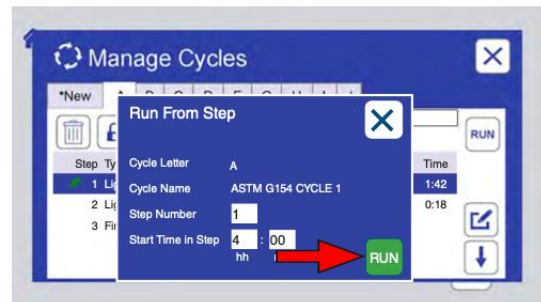 Manage Cycles
*New
Run From Step
RUN
Step
Time
Cycle Letter A
1
1:42
Cycle Name ASTM G154 CYCLE 1
2
0:18
Step Number 1
3
Start Time in Step 4 : 00
hh
RUN